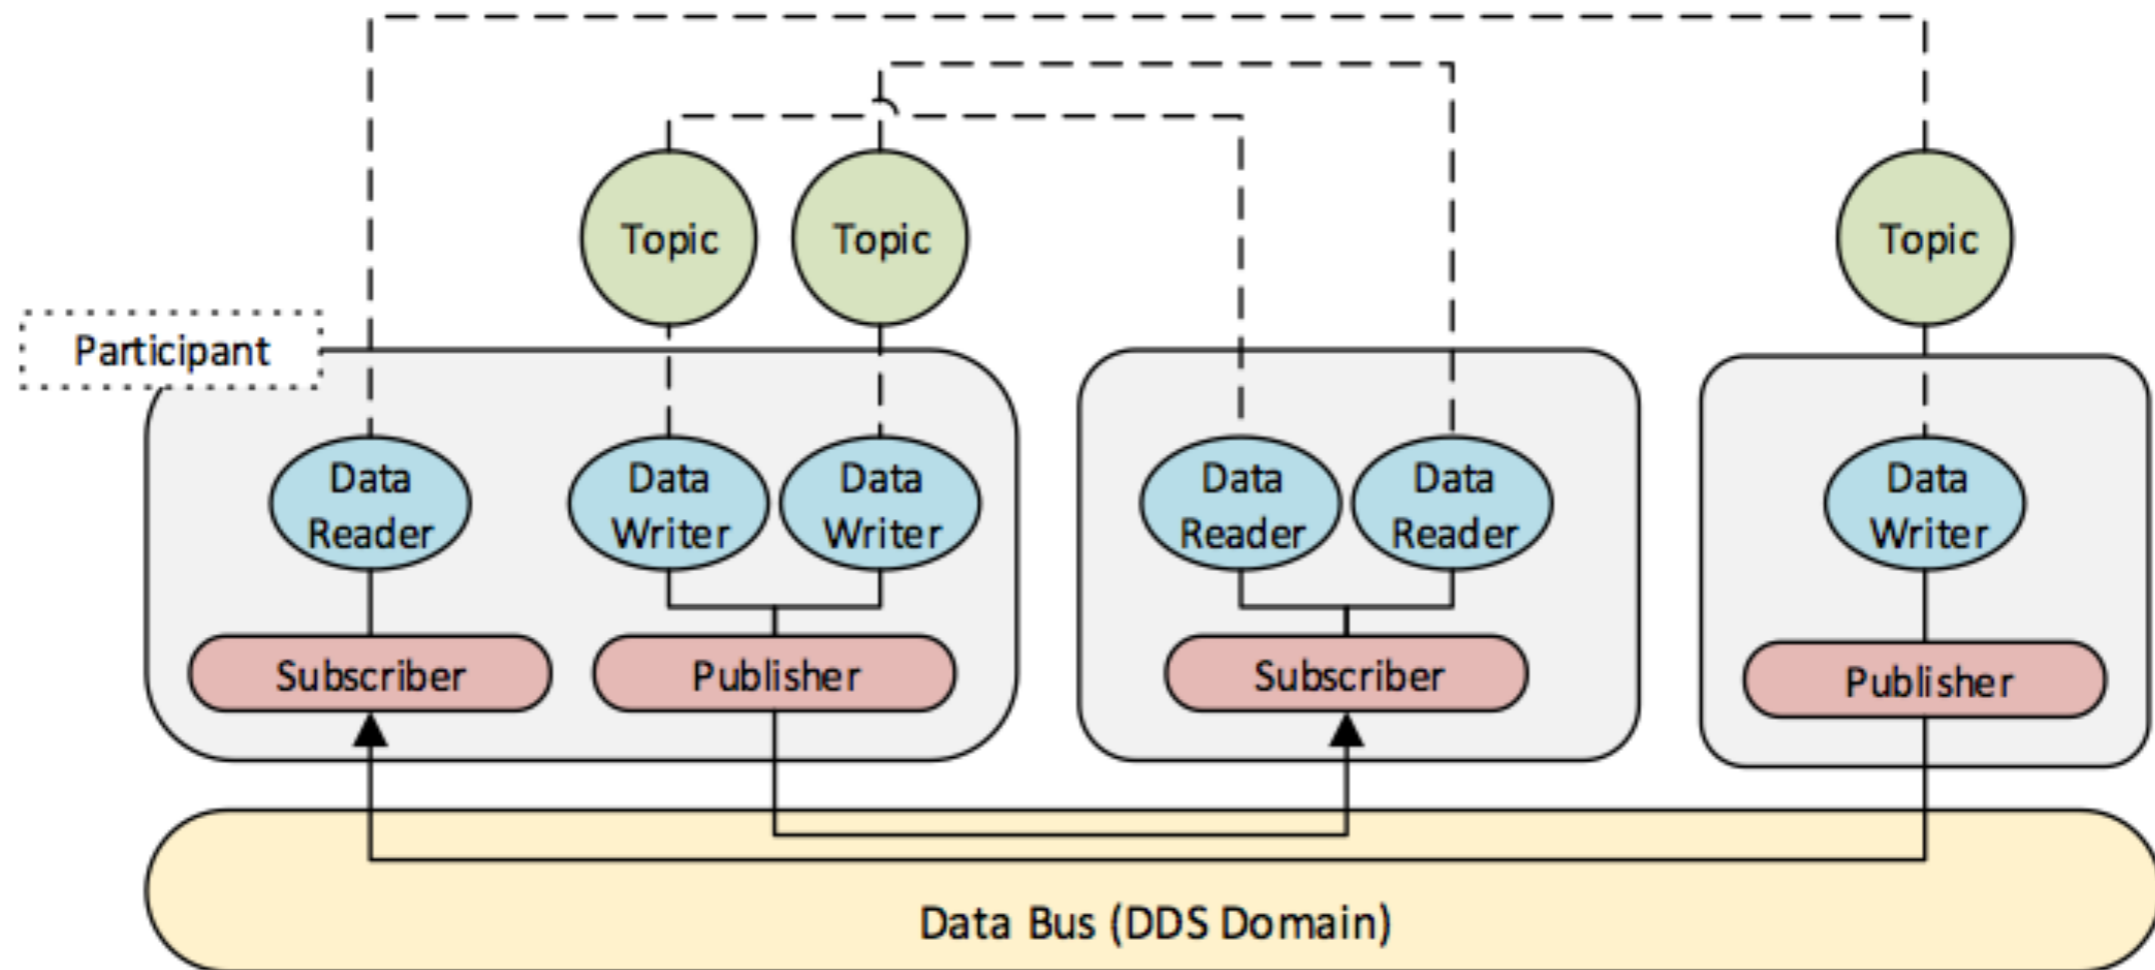 Topic
Topic
Topic
Participant
Data
Reader
Data
Writer
Data
Writer
Data
Reader
Data
Reader
Data
Writer
Subscriber
Publisher
Subscriber
Publisher
Data Bus (DDS Domain)